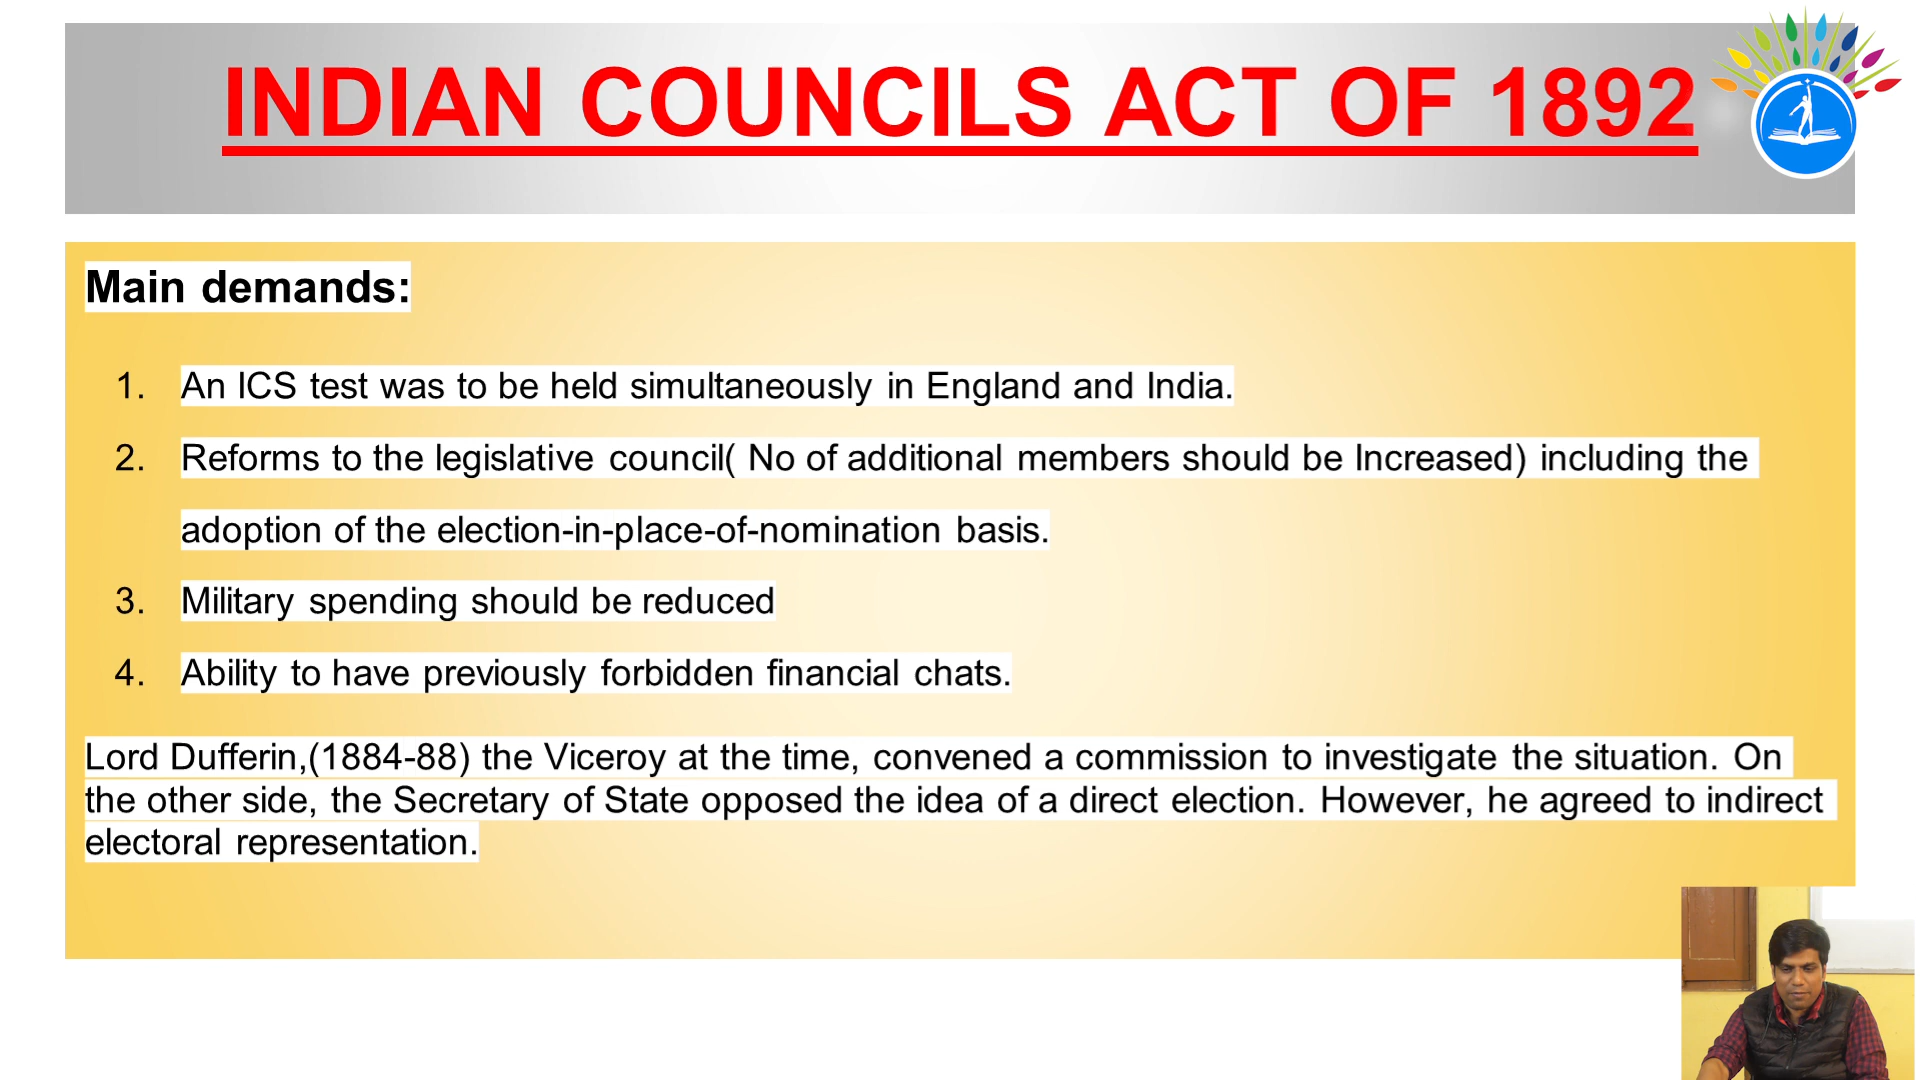 INDIAN COUNCILS ACT OF 1892
Main demands:
1. An ICS test was to be held simultaneously in England and India.
2. Reforms to the legislative council( No of additional members should be Increased) including the
adoption of the election-in-place-of-nomination basis.
3. Military spending should be reduced
4. Ability to have previously forbidden financial chats.
Lord Dufferin,(1884-88) the Viceroy at the time, convened a commission to investigate the situation. On
the other side, the Secretary of State opposed the idea of a direct election. However, he agreed to indirect
electoral representation.